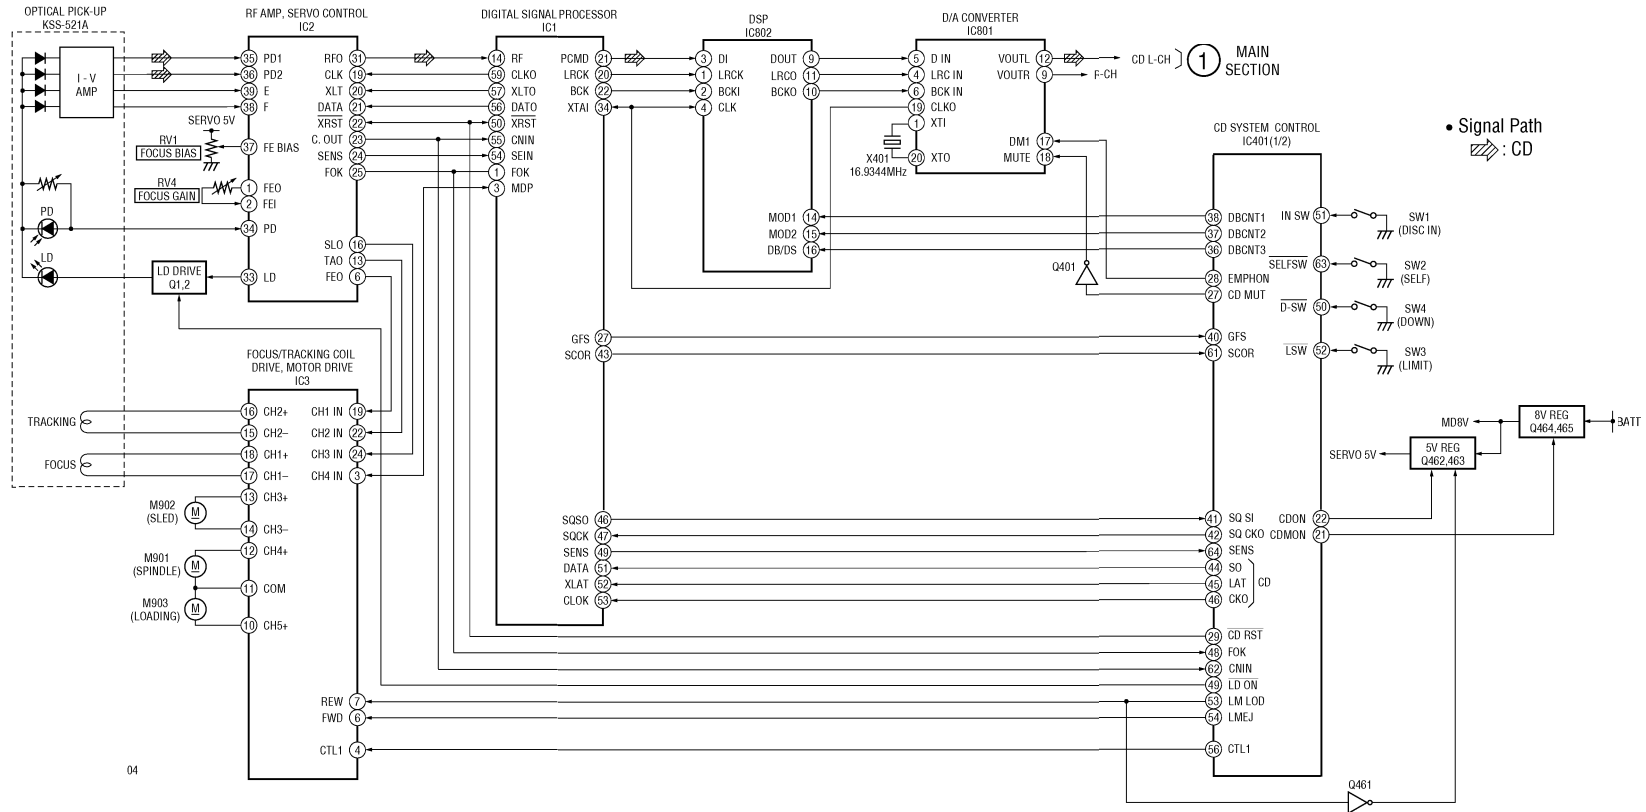 OPTICAL PICK-UP
KSS-521A
I - V
AMP
RF AMP, SERVO CONTROL
IC2
35 PD1
36 PD2
39 E
38 F
37 FE BIAS
1 FEO
2 FEI
34 PD
33 LD
RFO 31
CLK 19
XLT 20
DATA 21
XRST 22
C. OUT 23
SENS 24
FOK 25
SLO 16
TAO 13
FEO 6
SERVO 5V
RV1
FOCUS BIAS
RV4
FOCUS GAIN
PD
LD
LD DRIVE
Q1,2
DIGITAL SIGNAL PROCESSOR
IC1
14 RF
59 CLKO
57 XLTO
56 DATO
50 XRST
55 CNIN
54 SEIN
1 FOK
3 MDP
PCMD 21
LRCK 20
BCK 22
XTAI 34
GFS 27
SCOR 43
SQSO 46
SQCK 47
SENS 49
DATA 51
XLAT 52
CLOK 53
DSP
IC802
3 DI
1 LRCK
2 BCKI
4 CLK
DOUT 9
LRCO 11
BCKO 10
MOD1 14
MOD2 15
DB/DS 16
D/A CONVERTER
IC801
5 D IN
4 LRC IN
6 BCK IN
19 CLKO
1 XTI
20 XTO
VOUTL 12
VOUTR 9
DM1 17
MUTE 18
X401
16.9344MHz
CD L-CH
F-CH
1
MAIN
SECTION
• Signal Path
: CD
Q401
CD SYSTEM CONTROL
IC401(1/2)
38 DBCNT1
37 DBCNT2
36 DBCNT3
28 EMPHON
27 CD MUT
40 GFS
61 SCOR
41 SQ SI
42 SQ CKO
64 SENS
44 SO
45 LAT
46 CKO
CD
29 CD RST
48 FOK
62 CNIN
49 LD ON
53 LM LOD
54 LMEJ
56 CTL1
IN SW 51
SELFSW 63
D-SW 50
LSW 52
CDON 22
CDMON 21
SW1
(DISC IN)
SW2
(SELF)
SW4
(DOWN)
SW3
(LIMIT)
MD8V
8V REG
Q464,465
BATT
SERVO 5V
5V REG
Q462,463
Q461
FOCUS/TRACKING COIL
DRIVE, MOTOR DRIVE
IC3
16 CH2+
15 CH2–
18 CH1+
17 CH1–
13 CH3+
14 CH3–
12 CH4+
11 COM
10 CH5+
CH1 IN 19
CH2 IN 22
CH3 IN 24
CH4 IN 3
REW 7
FWD 6
CTL1 4
TRACKING
FOCUS
M902
(SLED)
M
M901
(SPINDLE)
M
M903
(LOADING)
M
04